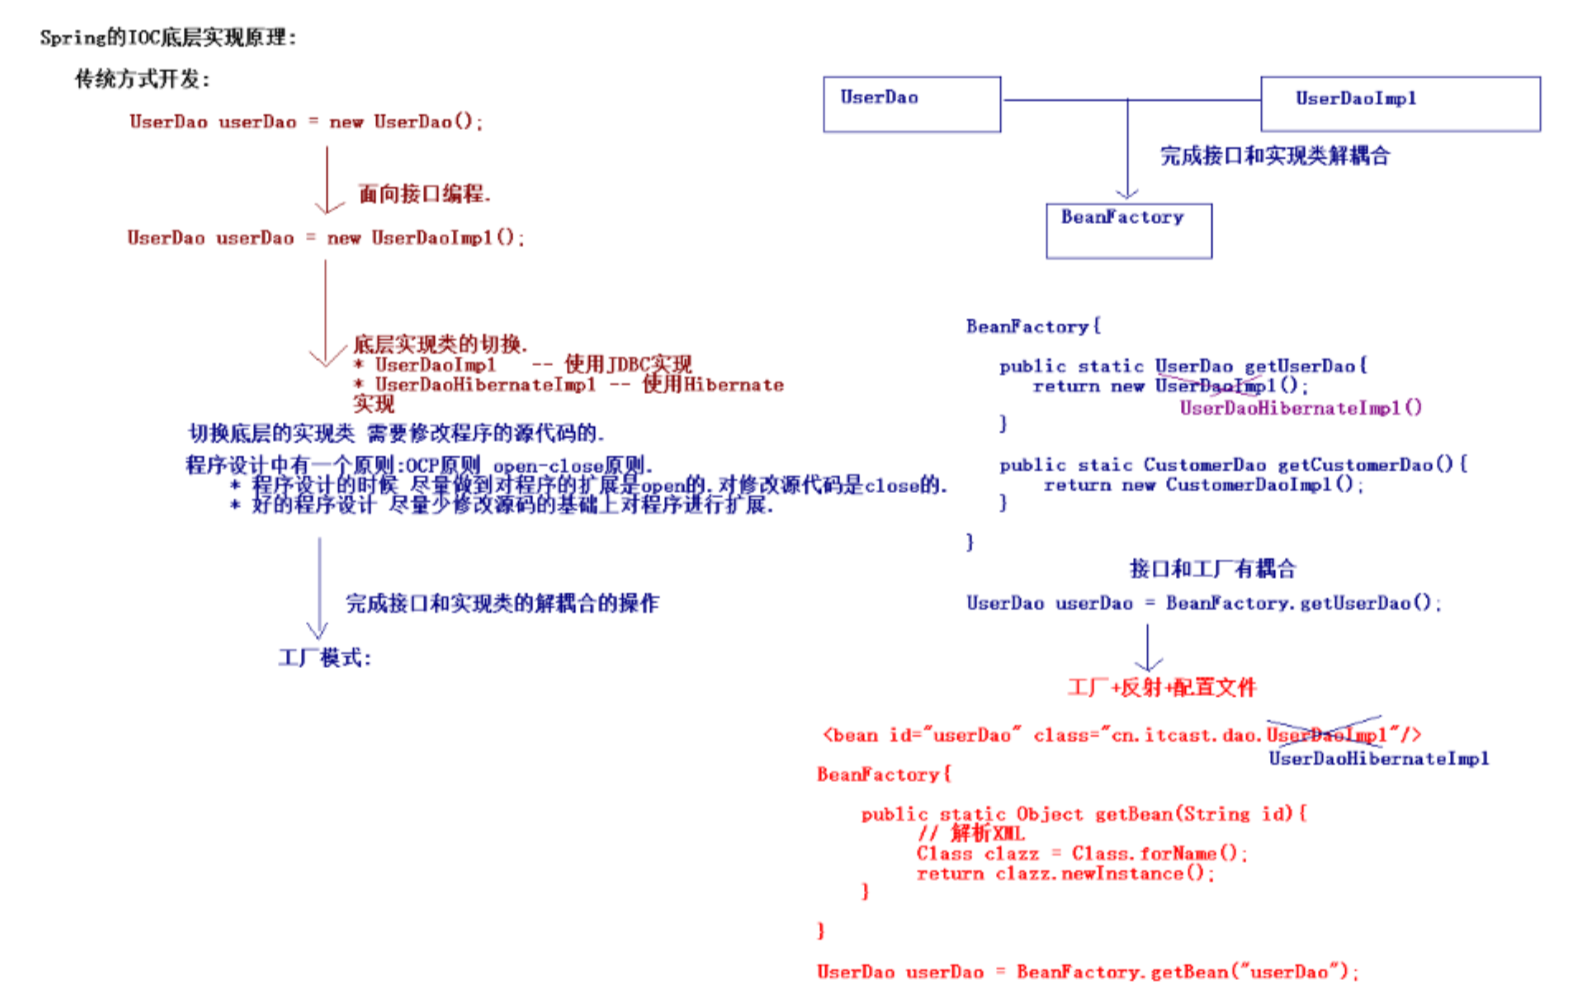 Spring的IOC底层实现原理:
传统方式开发:
UserDao userDao = new UserDao();
面向接口编程.
UserDao userDao = new UserDaoImpl();
底层实现类的切换.
* UserDaoImpl -- 使用JDBC实现
* UserDaoHibernateImpl -- 使用Hibernate
实现
切换底层的实现类 需要修改程序的源代码的.
程序设计中有一个原则:OCP原则 open-close原则.
* 程序设计的时候 尽量做到对程序的扩展是open的.对修改源代码是close的.
* 好的程序设计 尽量少修改源码的基础上对程序进行扩展.
完成接口和实现类的解耦合的操作
工厂模式:
UserDao
UserDaoImpl
完成接口和实现类解耦合
BeanFactory
BeanFactory{
public static UserDao getUserDao{
return new UserDaoImpl();
UserDaoHibernateImpl()
}
public staic CustomerDao getCustomerDao(){
return new CustomerDaoImpl();
}
}
接口和工厂有耦合
UserDao userDao = BeanFactory.getUserDao();
工厂+反射+配置文件
<bean id="userDao" class="cn.itcast.dao.UserDaoImpl"/>
UserDaoHibernateImpl
BeanFactory{
public static Object getBean(String id){
// 解析XML
Class clazz = Class.forName();
return clazz.newInstance();
}
}
UserDao userDao = BeanFactory.getBean("userDao");